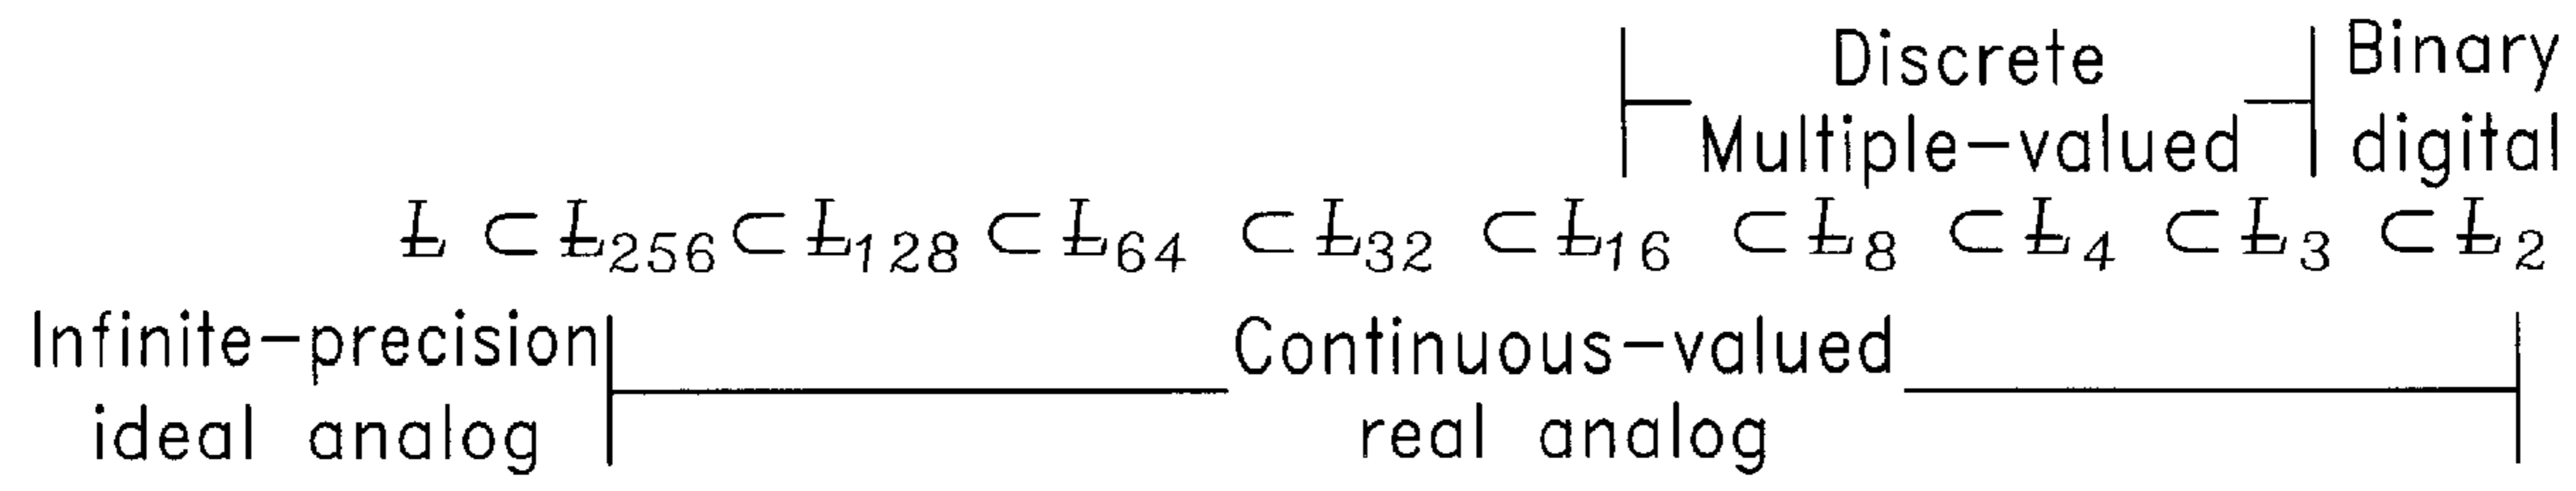 Discrete
Multiple-valued
Binary
digital
Ł ⊂ Ł256 ⊂ Ł128 ⊂ Ł64 ⊂ Ł32 ⊂ Ł16 ⊂ Ł8 ⊂ Ł4 ⊂ Ł3 ⊂ Ł2
Infinite-precision
ideal analog
Continuous-valued
real analog